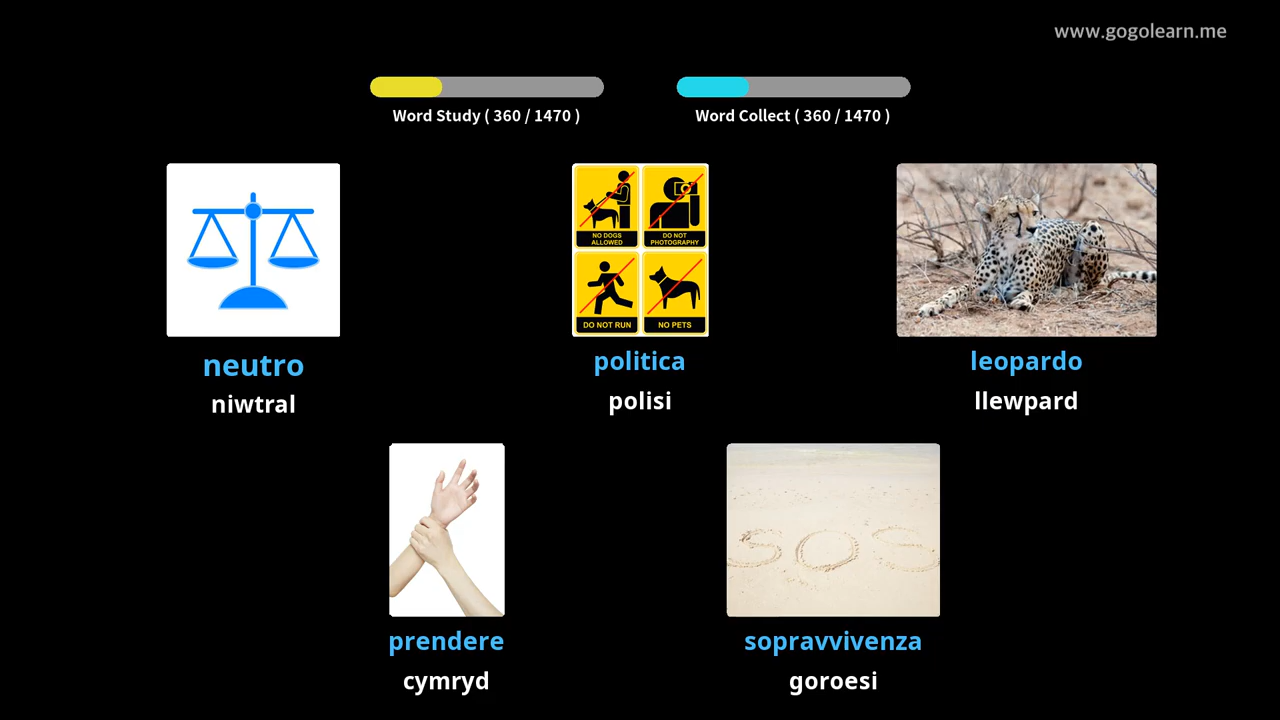 www.gogolearn.me
Word Study ( 360 / 1470 )
Word Collect ( 360 / 1470 )
NO DOGS
ALLOWED
DO NOT
PHOTOGRAPHY
DO NOT RUN
NO PETS
neutro
niwtral
politica
polisi
leopardo
llewpard
SOS
prendere
cymryd
sopravvivenza
goroesi